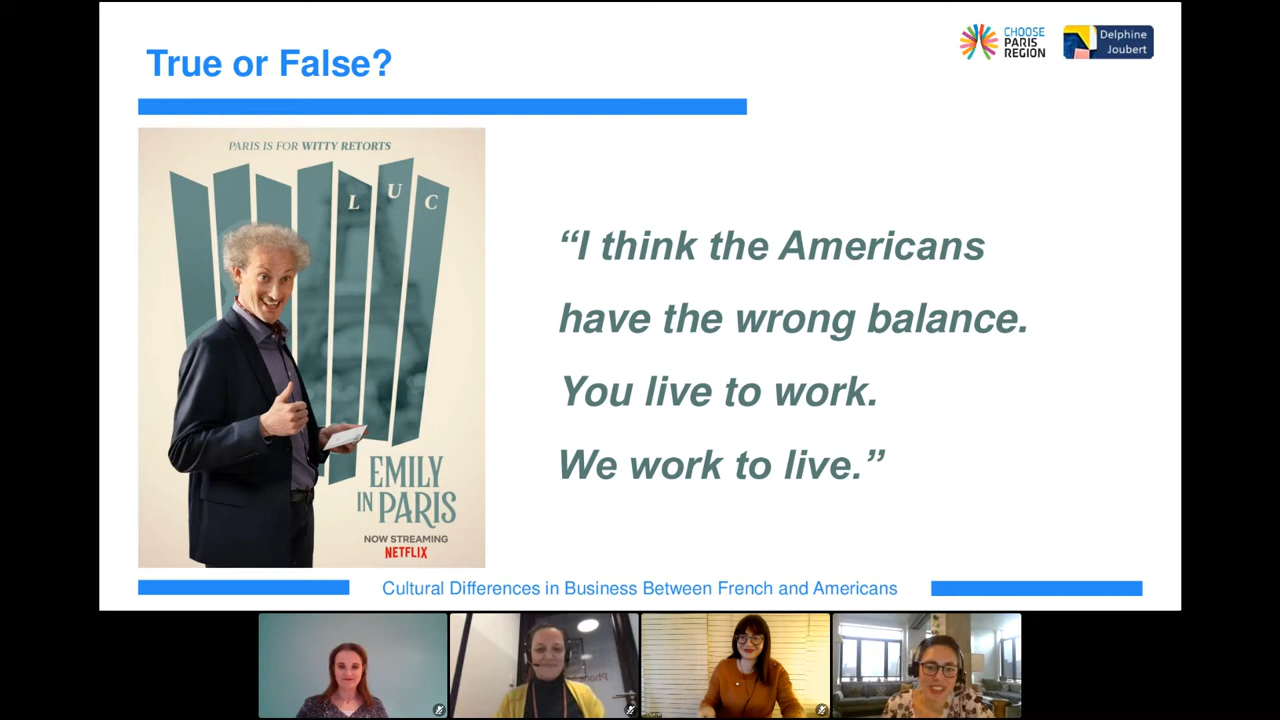 True or False?
CHOOSE
PARIS
REGION
Delphine
Joubert
PARIS IS FOR WITTY RETORTS
L U C
EMILY
IN PARIS
NOW STREAMING
NETFLIX
“I think the Americans
have the wrong balance.
You live to work.
We work to live.”
Cultural Differences in Business Between French and Americans